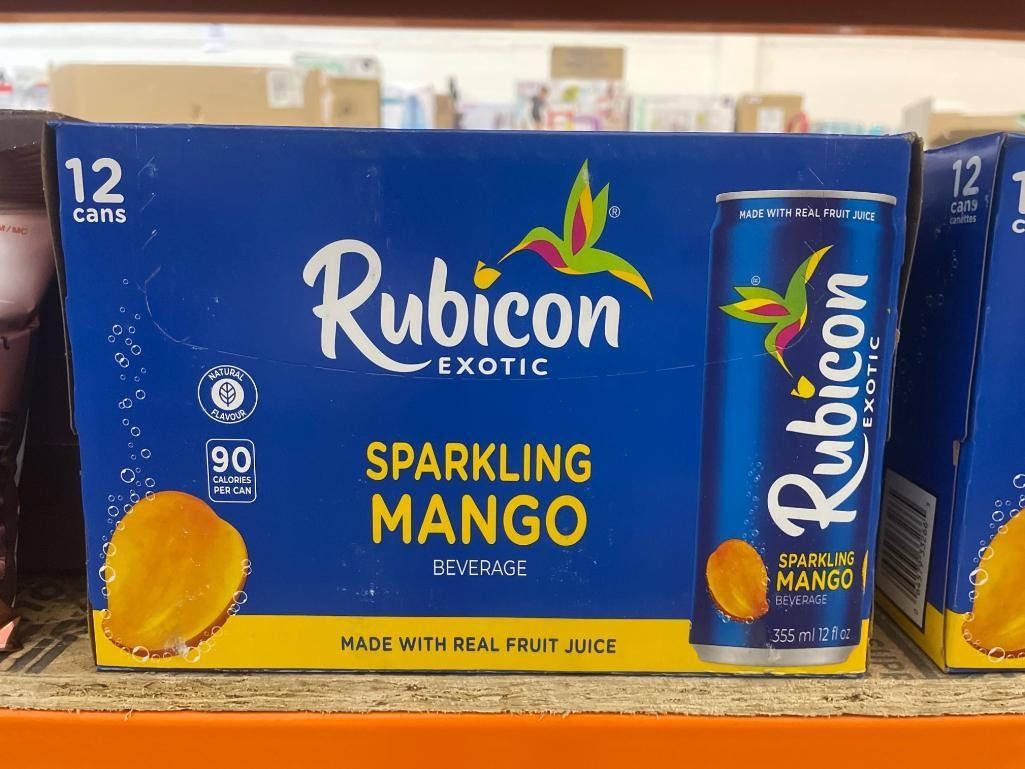 12
cans
Rubicon®
EXOTIC
NATURAL
FLAVOUR
90
CALORIES
PER CAN
SPARKLING
MANGO
BEVERAGE
MADE WITH REAL FRUIT JUICE
MADE WITH REAL FRUIT JUICE
®
Rubicon
EXOTIC
SPARKLING
MANGO
BEVERAGE
355 ml 12 fl oz
12
cans
canettes
M/MC